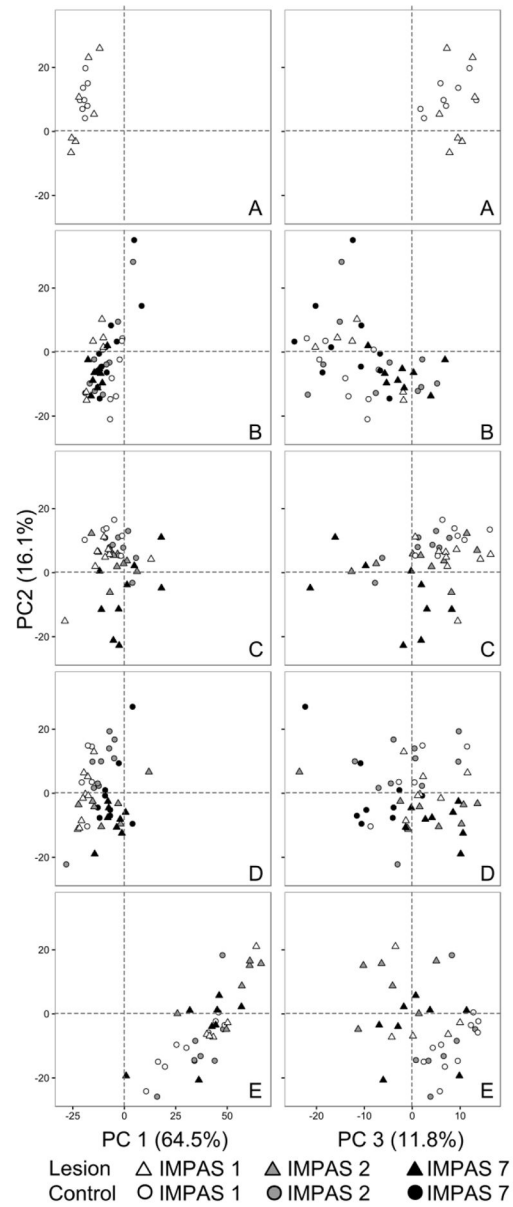 20
0
-20
A
A
20
0
-20
B
B
20
0
-20
C
C
PC2 (16.1%)
20
0
-20
D
D
20
0
-20
E
E
-25 0 25 50
-20 -10 0 10
PC 1 (64.5%) PC 3 (11.8%)
Lesion △ IMPAS 1 ▲ IMPAS 2 ▲ IMPAS 7
Control ○ IMPAS 1 ● IMPAS 2 ● IMPAS 7